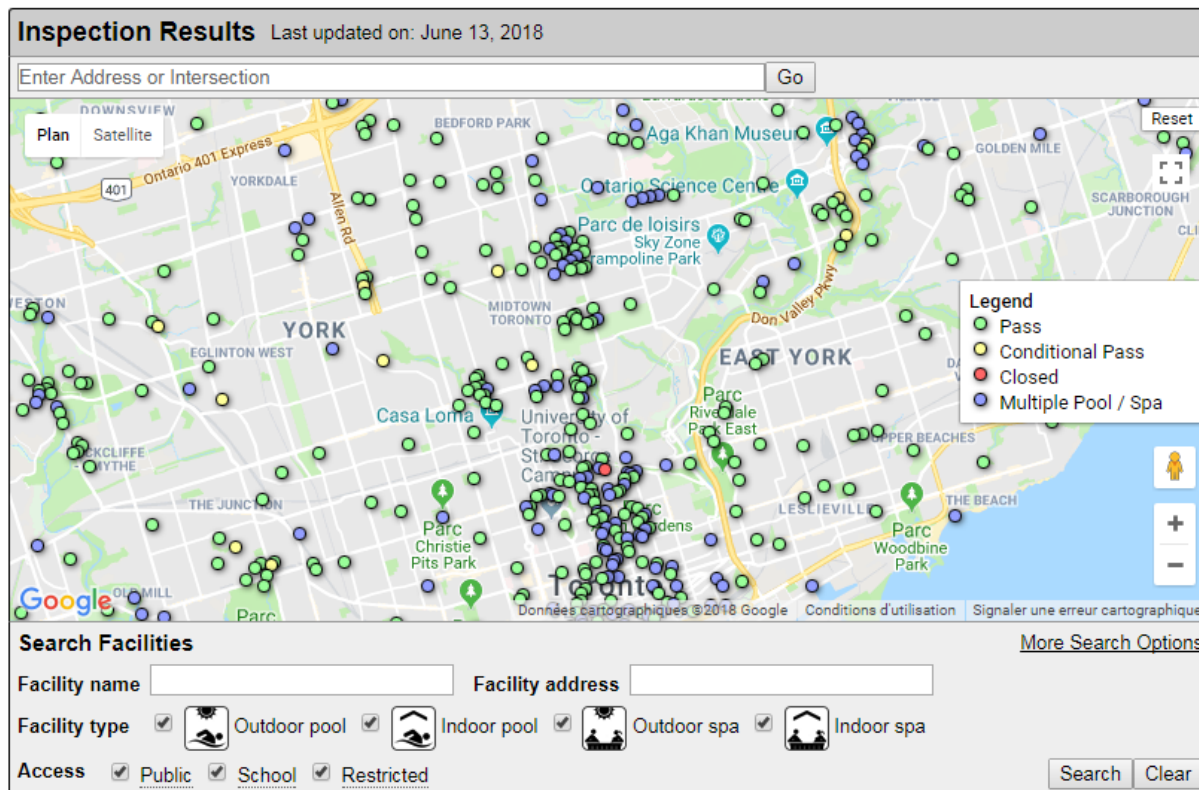 Inspection Results Last updated on: June 13, 2018
Enter Address or Intersection Go
DOWNSVIEW
BEDFORD PARK
Plan Satellite
Aga Khan Museum
Reset
GOLDEN MILE
Ontario 401 Express
401
YORKDALE
Allen Rd
Ontario Science Centre
SCARBOROUGH
JUNCTION
Parc de loisirs
Sky Zone
Trampoline Park
Don Valley Pkwy
MIDTOWN
TORONTO
YORK
EGLINTON WEST
EAST YORK
Legend
Pass
Conditional Pass
Closed
Multiple Pool / Spa
Casa Loma
University of
Toronto -
Parc
Riverdale
Park East
UPPER BEACHES
THE JUNCTION
LESLIEVILLE
THE BEACH
Parc
Christie
Pits Park
Parc
Parc
Woodbine
Park
Toronto
Google
Parc
Données cartographiques ©2018 Google Conditions d'utilisation Signaler une erreur cartographique
Search Facilities More Search Options
Facility name Facility address
Facility type Outdoor pool Indoor pool Outdoor spa Indoor spa
Access Public School Restricted Search Clear